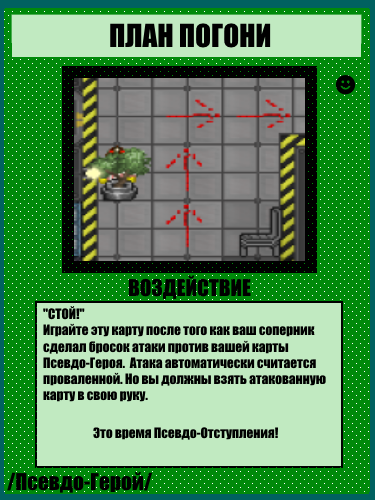 ПЛАН ПОГОНИ
ВОЗДЕЙСТВИЕ
"СТОЙ!"
Играйте эту карту после того как ваш соперник
сделал бросок атаки против вашей карты
Псевдо-Героя.  Атака автоматически считается
проваленной. Но вы должны взять атакованную
карту в свою руку.
Это время Псевдо-Отступления!
/Псевдо-Герой/